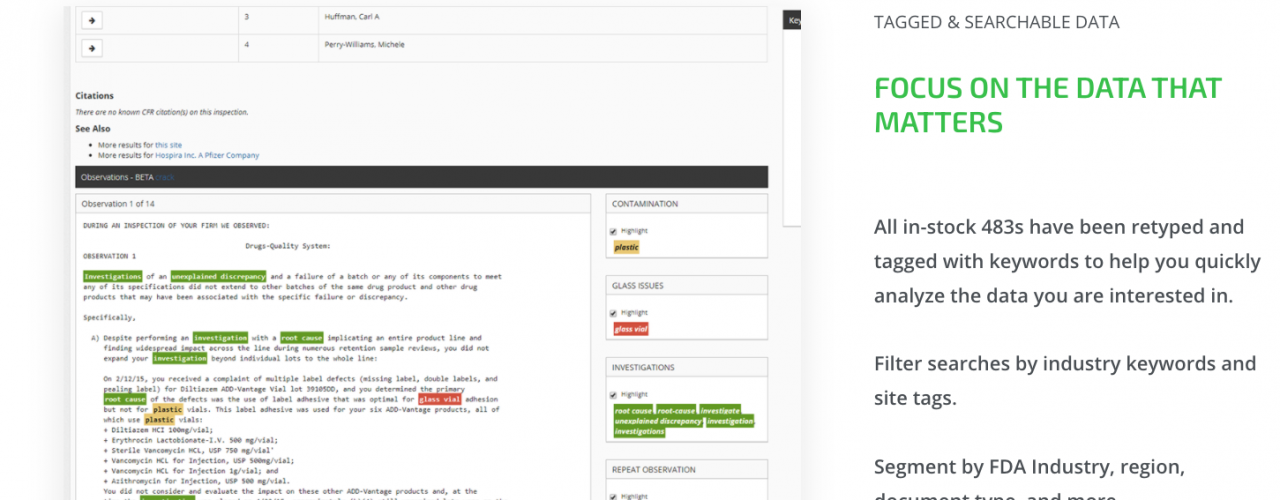 3 Huffman, Carl A
Key
4 Perry-Williams, Michele
Citations
There are no known CFR citation(s) on this inspection.
See Also
More results for this site
More results for Hospira Inc, A Pfizer Company
Observations - BETA crack
Observation 1 of 14
DURING AN INSPECTION OF YOUR FIRM WE OBSERVED:
Drugs-Quality System:
OBSERVATION 1
Investigations of an unexplained discrepancy and a failure of a batch or any of its components to meet
any of its specifications did not extend to other batches of the same drug product and other drug
products that may have been associated with the specific failure or discrepancy.
Specifically,
A) Despite performing an investigation with a root cause implicating an entire product line and
finding widespread impact across the line during numerous retention sample reviews, you did not
expand your investigation beyond individual lots to the whole line:
On 2/12/15, you received a complaint of multiple label defects (missing label, double labels, and
pealing label) for Diltiazem ADD-Vantage Vial lot 39105DD, and you determined the primary
root cause of the defects was the use of label adhesive that was optimal for glass vial adhesion
but not for plastic vials. This label adhesive was used for your six ADD-Vantage products, all of
which use plastic vials:
+ Diltiazem HCI 100mg/vial;
+ Erythrocin Lactobionate-I.V. 500 mg/vial;
+ Sterile Vancomycin HCL, USP 750 mg/vial"
+ Vancomycin HCL for Injection, USP 500mg/vial;
+ Vancomycin HCL for Injection 1g/vial; and
+ Azithromycin for Injection, USP 500 mg/vial.
You did not consider and evaluate the impact on these other ADD-Vantage products and, at the
CONTAMINATION
Highlight
plastic
GLASS ISSUES
Highlight
glass vial
INVESTIGATIONS
Highlight
root cause root-cause investigate
unexplained discrepancy investigation
investigations
REPEAT OBSERVATION
Highlight
TAGGED & SEARCHABLE DATA
FOCUS ON THE DATA THAT
MATTERS
All in-stock 483s have been retyped and
tagged with keywords to help you quickly
analyze the data you are interested in.
Filter searches by industry keywords and
site tags.
Segment by FDA Industry, region,
document type, and more